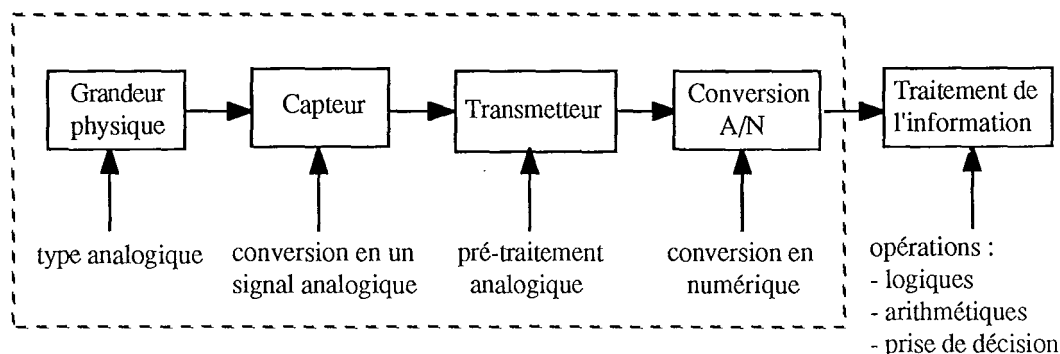 Grandeur
physique
Capteur
Transmetteur
Conversion
A/N
Traitement de
l'information
type analogique
conversion en un
signal analogique
pré-traitement
analogique
conversion en
numérique
opérations :
- logiques
- arithmétiques
- prise de décision